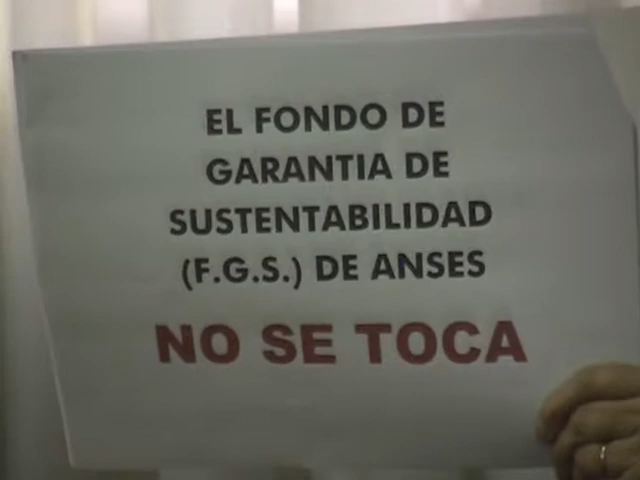 EL FONDO DE
GARANTIA DE
SUSTENTABILIDAD
(F.G.S.) DE ANSES
NO SE TOCA